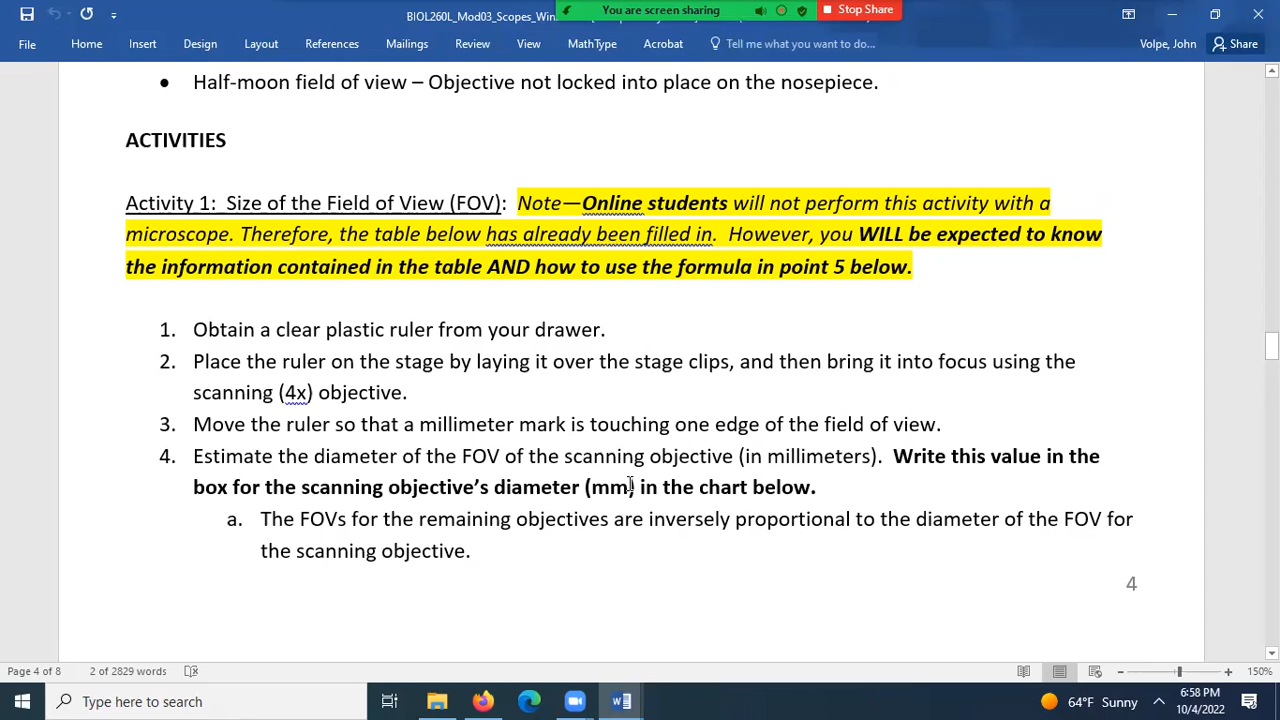 BIOL260L_Mod03_Scopes_Win
You are screen sharing
Stop Share
File Home Insert Design Layout References Mailings Review View MathType Acrobat Tell me what you want to do... Volpe, John Share
• Half-moon field of view – Objective not locked into place on the nosepiece.
ACTIVITIES
Activity 1: Size of the Field of View (FOV): Note—Online students will not perform this activity with a
microscope. Therefore, the table below has already been filled in. However, you WILL be expected to know
the information contained in the table AND how to use the formula in point 5 below.
1. Obtain a clear plastic ruler from your drawer.
2. Place the ruler on the stage by laying it over the stage clips, and then bring it into focus using the
scanning (4x) objective.
3. Move the ruler so that a millimeter mark is touching one edge of the field of view.
4. Estimate the diameter of the FOV of the scanning objective (in millimeters). Write this value in the
box for the scanning objective's diameter (mm) in the chart below.
a. The FOVs for the remaining objectives are inversely proportional to the diameter of the FOV for
the scanning objective.
4
Page 4 of 8 2 of 2829 words 150%
Type here to search 64°F Sunny 6:58 PM
10/4/2022